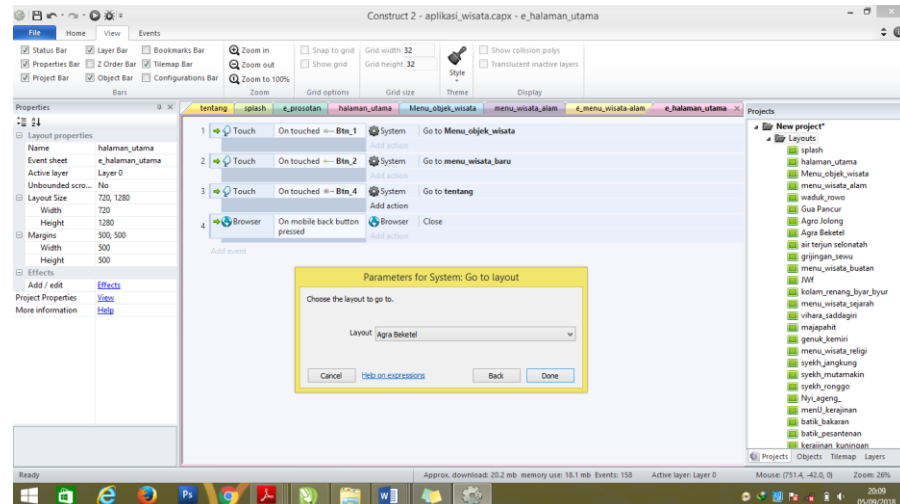 Construct 2 - aplikasi_wisata.capx - e_halaman_utama
File Home View Events
Status Bar Layer Bar Bookmarks Bar
Properties Bar Z Order Bar Tilemap Bar
Project Bar Object Bar Configurations Bar
Bars
Zoom in
Zoom out
Zoom to 100%
Zoom
Snap to grid
Show grid
Grid options
Grid width 32
Grid height 32
Grid size
Style
Theme
Show collision polys
Translucent inactive layers
Display
Properties
Layout properties
Name halaman_utama
Event sheet e_halaman_utama
Active layer Layer 0
Unbounded scro... No
Layout Size 720, 1280
Width 720
Height 1280
Margins 500, 500
Width 500
Height 500
Effects
Add / edit Effects
Project Properties View
More information Help
tentang splash e_prosotan halaman_utama Menu_objek_wisata menu_wisata_alam e_menu_wisata-alam e_halaman_utama
1 Touch On touched Btn_1 System Go to Menu_objek_wisata
Add action
2 Touch On touched Btn_2 System Go to menu_wisata_baru
Add action
3 Touch On touched Btn_4 System Go to tentang
Add action
4 Browser On mobile back button pressed Browser Close
Add action
Add event
Parameters for System: Go to layout
Choose the layout to go to.
Layout Agra Beketel
Cancel Help on expressions Back Done
Projects
New project*
Layouts
splash
halaman_utama
Menu_objek_wisata
menu_wisata_alam
waduk_rowo
Gua Pancur
Agro Jolong
Agra Beketel
air terjun selonatah
grijingan_sewu
menu_wisata_buatan
JWf
kolam_renang_byar_byur
menu_wisata_sejarah
vihara_saddagiri
majapahit
genuk_kemiri
menu_wisata_religi
syekh_jangkung
syekh_mutamakin
syekh_ronggo
Nyi_ageng_
menU_kerajinan
batik_bakaran
batik_pesantenan
kerajinan_kuningan
Projects Objects Tilemap Layers
Ready Approx. download: 20.2 mb memory use: 18.1 mb Events: 158 Active layer: Layer 0 Mouse: (751.4, -42.0, 0) Zoom: 26%
20:09
05/09/2018